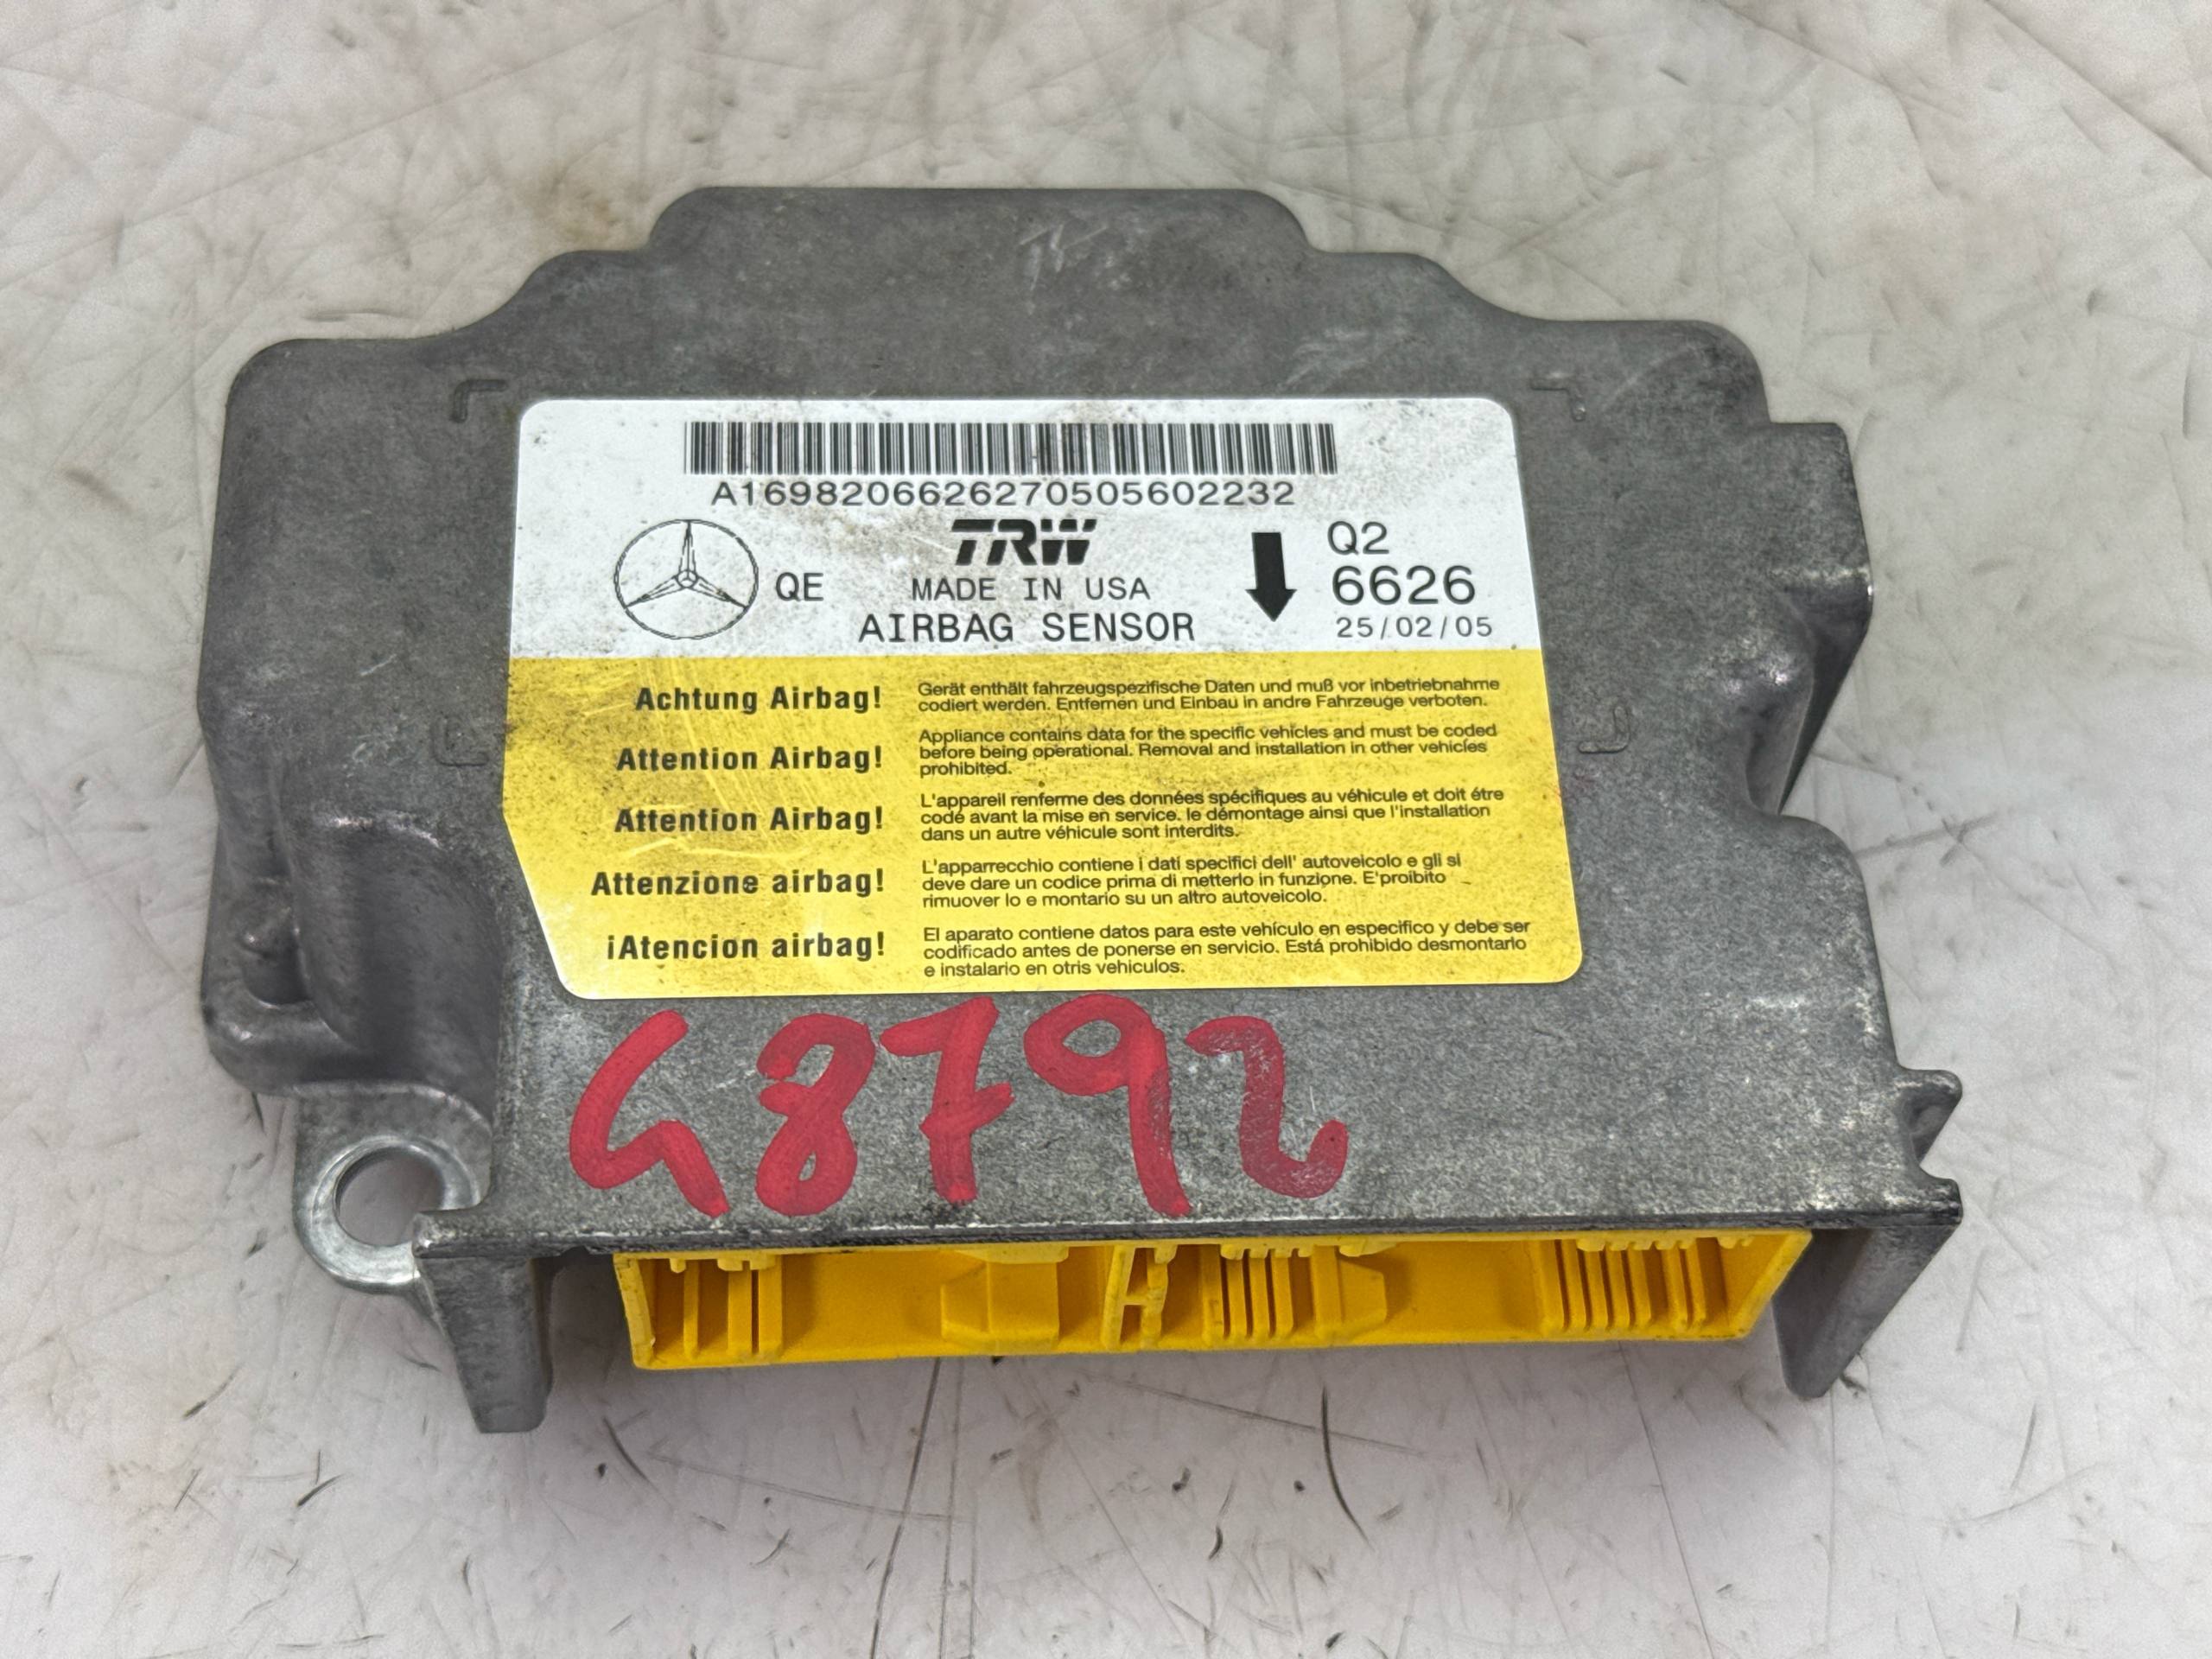 A1698206626270505602232
TRW
QE
MADE IN USA
AIRBAG SENSOR
Q2
6626
25/02/05
Achtung Airbag!
Gerät enthält fahrzeugspezifische Daten und muß vor inbetriebnahme
codiert werden. Entfernen und Einbau in andre Fahrzeuge verboten.
Attention Airbag!
Appliance contains data for the specific vehicles and must be coded
before being operational. Removal and installation in other vehicles
prohibited.
Attention Airbag!
L'appareil renferme des données spécifiques au véhicule et doit étre
codé avant la mise en service. le démontage ainsi que l'installation
dans un autre véhicule sont interdits.
Attenzione airbag!
L'apparrecchio contiene i dati specifici dell' autoveicolo e gli si
deve dare un codice prima di metterlo in funzione. E'proibito
rimuover lo e montario su un altro autoveicolo.
¡Atencion airbag!
El aparato contiene datos para este vehículo en especifico y debe ser
codificado antes de ponerse en servicio. Está prohibido desmontarlo
e instalario en otris vehiculos.
G8792